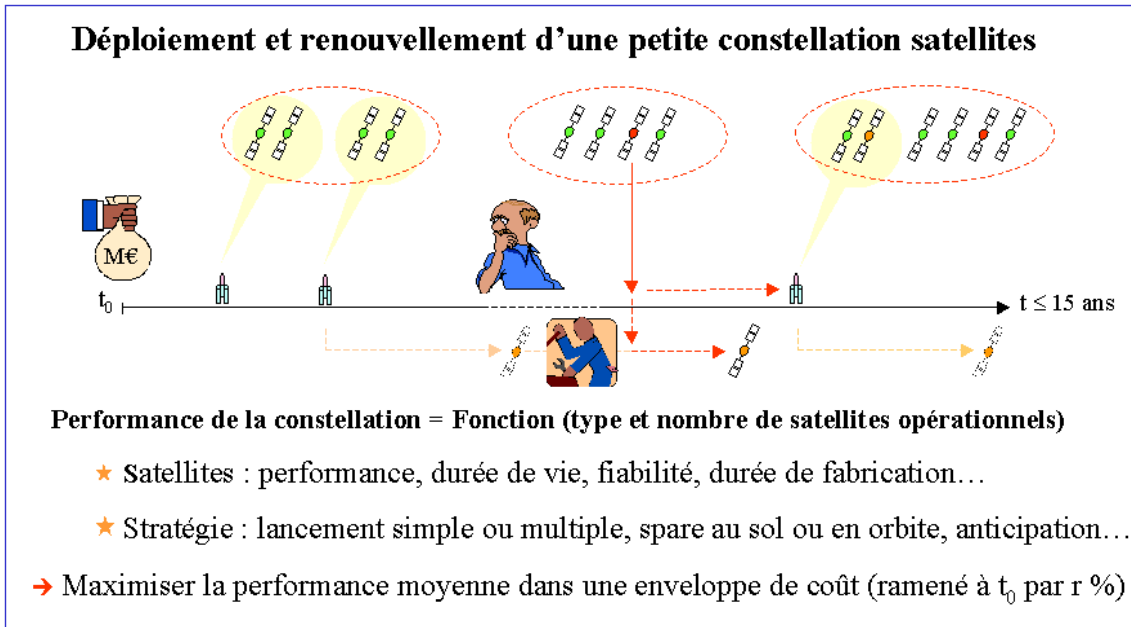 Déploiement et renouvellement d'une petite constellation satellites
M€
t₀
t ≤ 15 ans
Performance de la constellation = Fonction (type et nombre de satellites opérationnels)
Satellites : performance, durée de vie, fiabilité, durée de fabrication…
Stratégie : lancement simple ou multiple, spare au sol ou en orbite, anticipation…
Maximiser la performance moyenne dans une enveloppe de coût (ramené à t₀ par r %)